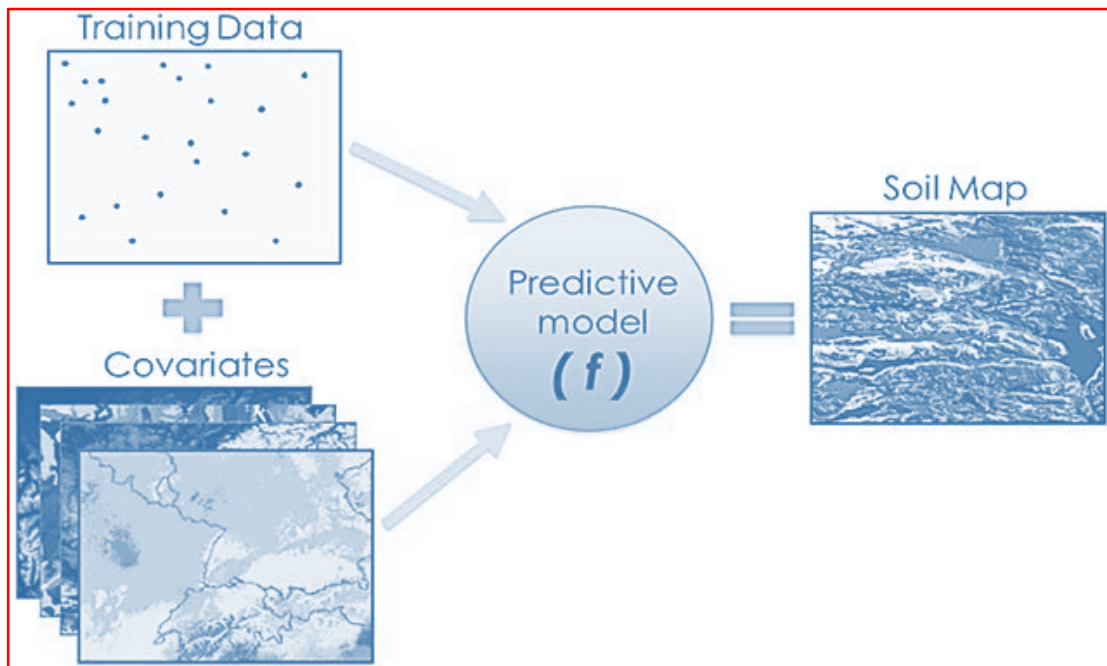 Training Data
Covariates
Predictive
model
( f )
Soil Map